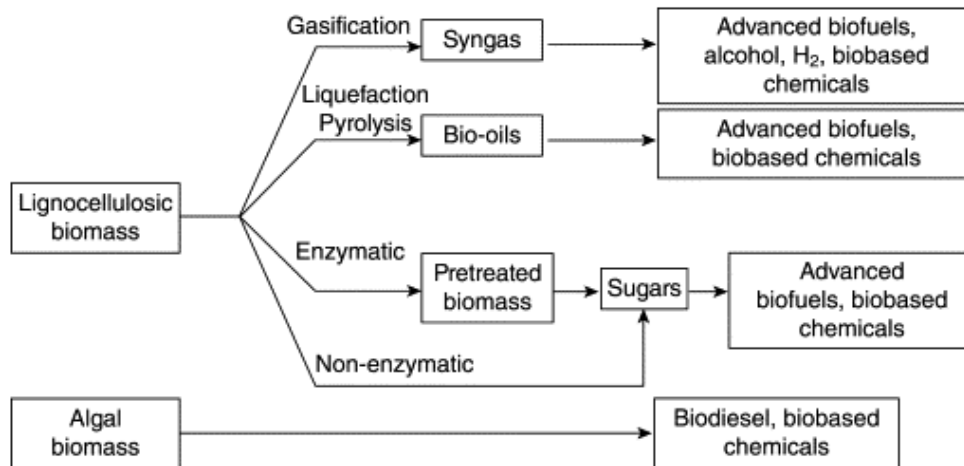 Gasification
Syngas
Advanced biofuels,
alcohol, H₂, biobased
chemicals
Liquefaction
Pyrolysis
Bio-oils
Advanced biofuels,
biobased chemicals
Lignocellulosic
biomass
Enzymatic
Pretreated
biomass
Sugars
Advanced
biofuels, biobased
chemicals
Non-enzymatic
Algal
biomass
Biodiesel, biobased
chemicals